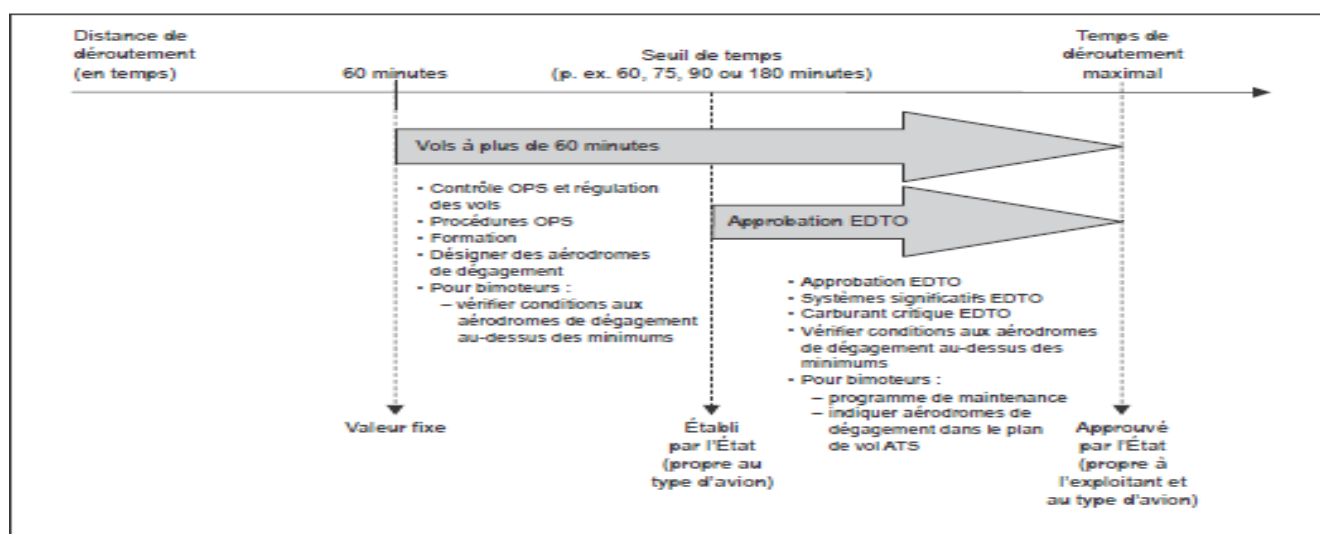 Distance de
déroutement
(en temps)
60 minutes
Seuil de temps
(p. ex. 60, 75, 90 ou 180 minutes)
Temps de
déroutement
maximal
Vols à plus de 60 minutes
- Contrôle OPS et régulation
des vols
- Procédures OPS
- Formation
- Désigner des aérodromes
de dégagement
- Pour bimoteurs :
– vérifier conditions aux
aérodromes de dégagement
au-dessus des minimums
Approbation EDTO
- Approbation EDTO
- Systèmes significatifs EDTO
- Carburant critique EDTO
- Vérifier conditions aux aérodromes
de dégagement au-dessus des
minimums
- Pour bimoteurs :
– programme de maintenance
– indiquer aérodromes de
dégagement dans le plan
de vol ATS
Valeur fixe
Établi
par l'État
(propre au
type d'avion)
Approuvé
par l'État
(propre à
l'exploitant et
au type d'avion)